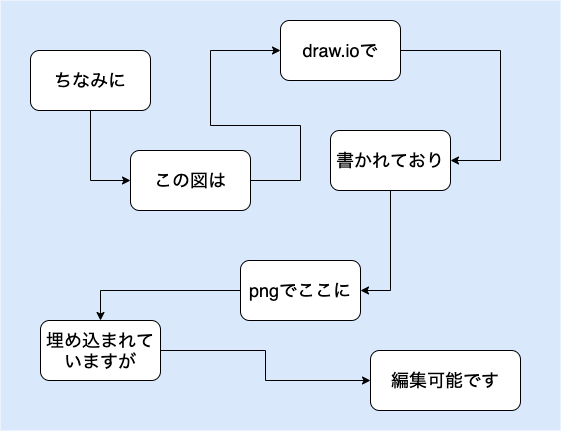 ちなみに
この図は
draw.ioで
書かれており
pngでここに
埋め込まれて
いますが
編集可能です